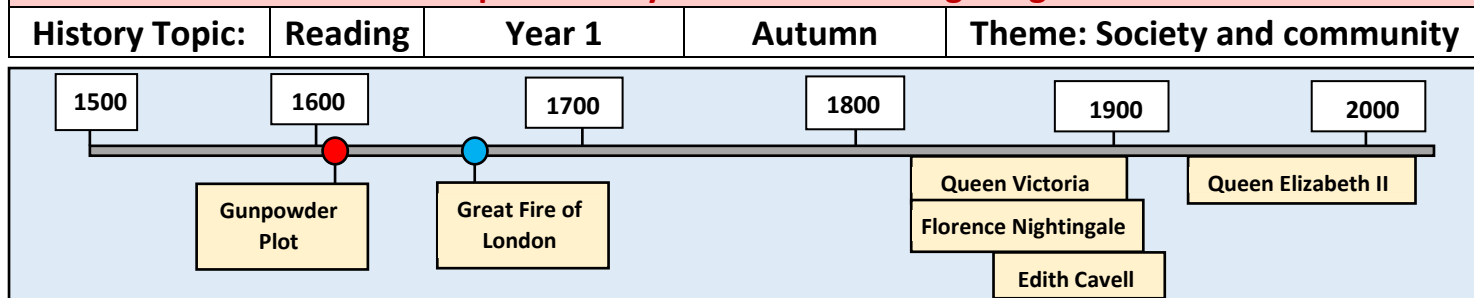 History Topic: Reading Year 1 Autumn Theme: Society and community
1500 1600 1700 1800 1900 2000
Gunpowder
Plot
Great Fire of
London
Queen Victoria
Queen Elizabeth II
Florence Nightingale
Edith Cavell